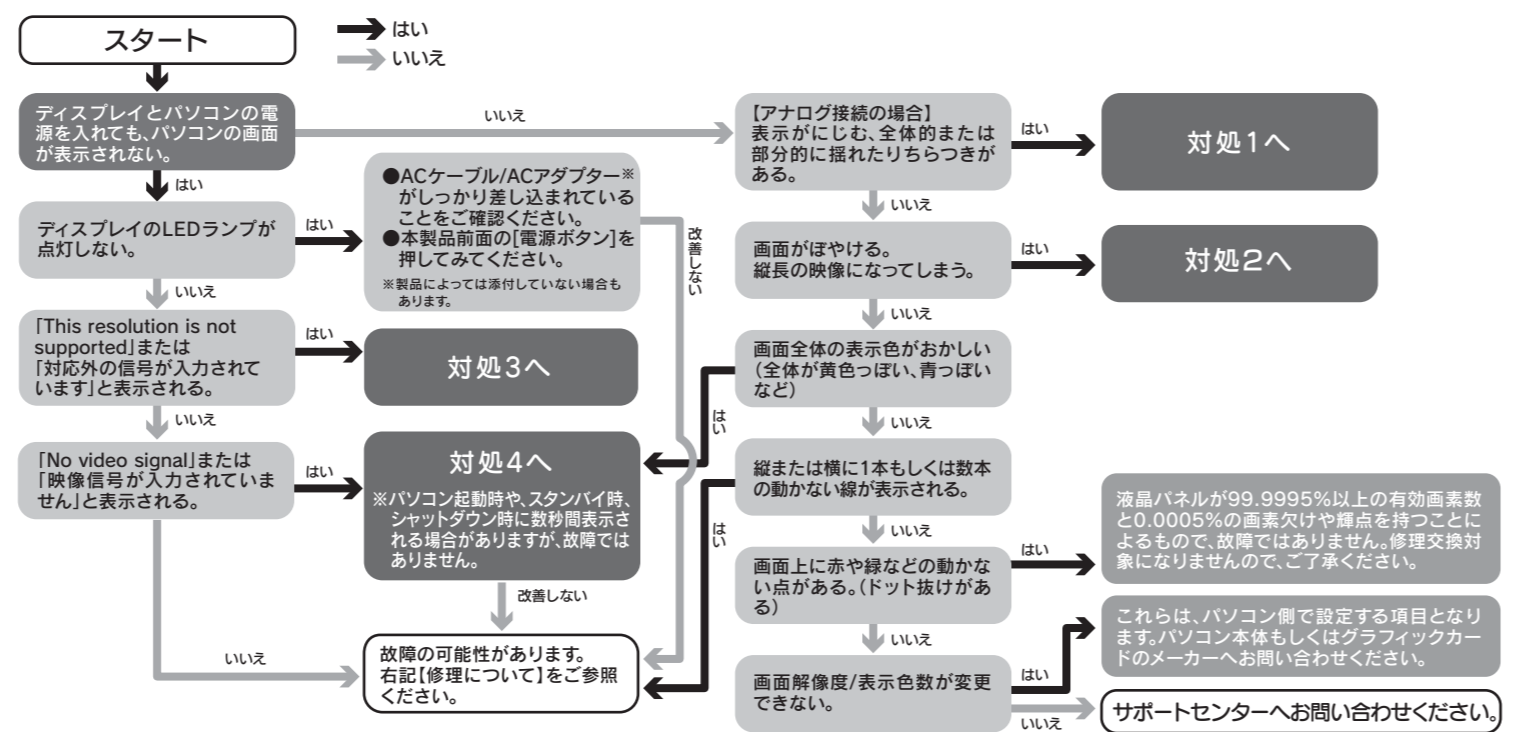 スタート
はい
いいえ
ディスプレイとパソコンの電
源を入れても、パソコンの画面
が表示されない。
いいえ
はい
ディスプレイのLEDランプが
点灯しない。
はい
●ACケーブル/ACアダプター※
がしっかり差し込まれている
ことをご確認ください。
●本製品前面の[電源ボタン]を
押してみてください。
※製品によっては添付していない場合も
あります。
改善しない
いいえ
「This resolution is not
supported」または
「対応外の信号が入力されて
います」と表示される。
はい
対処3へ
いいえ
「No video signal」または
「映像信号が入力されていま
せん」と表示される。
はい
対処4へ
※パソコン起動時や、スタンバイ時、
シャットダウン時に数秒間表示さ
れる場合がありますが、故障では
ありません。
改善しない
いいえ
故障の可能性があります。
右記【修理について】をご参照
ください。
【アナログ接続の場合】
表示がにじむ、全体的または
部分的に揺れたりちらつきが
ある。
はい
対処1へ
いいえ
画面がぼやける。
縦長の映像になってしまう。
はい
対処2へ
いいえ
画面全体の表示色がおかしい
(全体が黄色っぽい、青っぽい
など)
はい
いいえ
縦または横に1本もしくは数本
の動かない線が表示される。
はい
いいえ
画面上に赤や緑などの動かな
い点がある。(ドット抜けがあ
る)
はい
液晶パネルが99.9995%以上の有効画素数
と0.0005%の画素欠けや輝点を持つことに
よるもので、故障ではありません。修理交換対
象になりませんので、ご了承ください。
いいえ
画面解像度/表示色数が変更
できない。
はい
これらは、パソコン側で設定する項目となり
ます。パソコン本体もしくはグラフィックカー
ドのメーカーへお問い合わせください。
いいえ
サポートセンターへお問い合わせください。